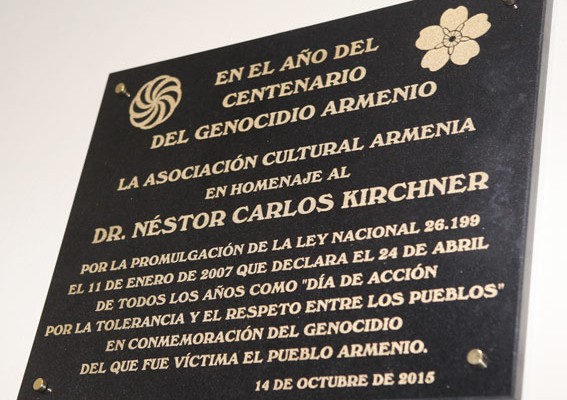 EN EL AÑO DEL
CENTENARIO
DEL GENOCIDIO ARMENIO
LA ASOCIACIÓN CULTURAL ARMENIA
EN HOMENAJE AL
DR. NÉSTOR CARLOS KIRCHNER
POR LA PROMULGACIÓN DE LA LEY NACIONAL 26.199
EL 11 DE ENERO DE 2007 QUE DECLARA EL 24 DE ABRIL
DE TODOS LOS AÑOS COMO "DÍA DE ACCIÓN
POR LA TOLERANCIA Y EL RESPETO ENTRE LOS PUEBLOS"
EN CONMEMORACIÓN DEL GENOCIDIO
DEL QUE FUE VÍCTIMA EL PUEBLO ARMENIO.
14 DE OCTUBRE DE 2015